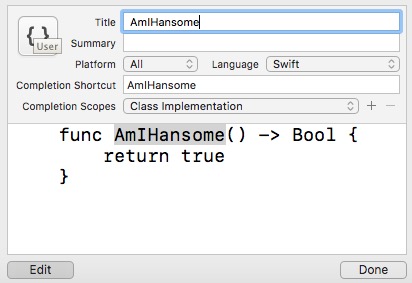 Title AmIHansome
{ }
User
Summary
Platform All Language Swift
Completion Shortcut AmIHansome
Completion Scopes Class Implementation + −
func AmIHansome() -> Bool {
return true
}
Edit Done